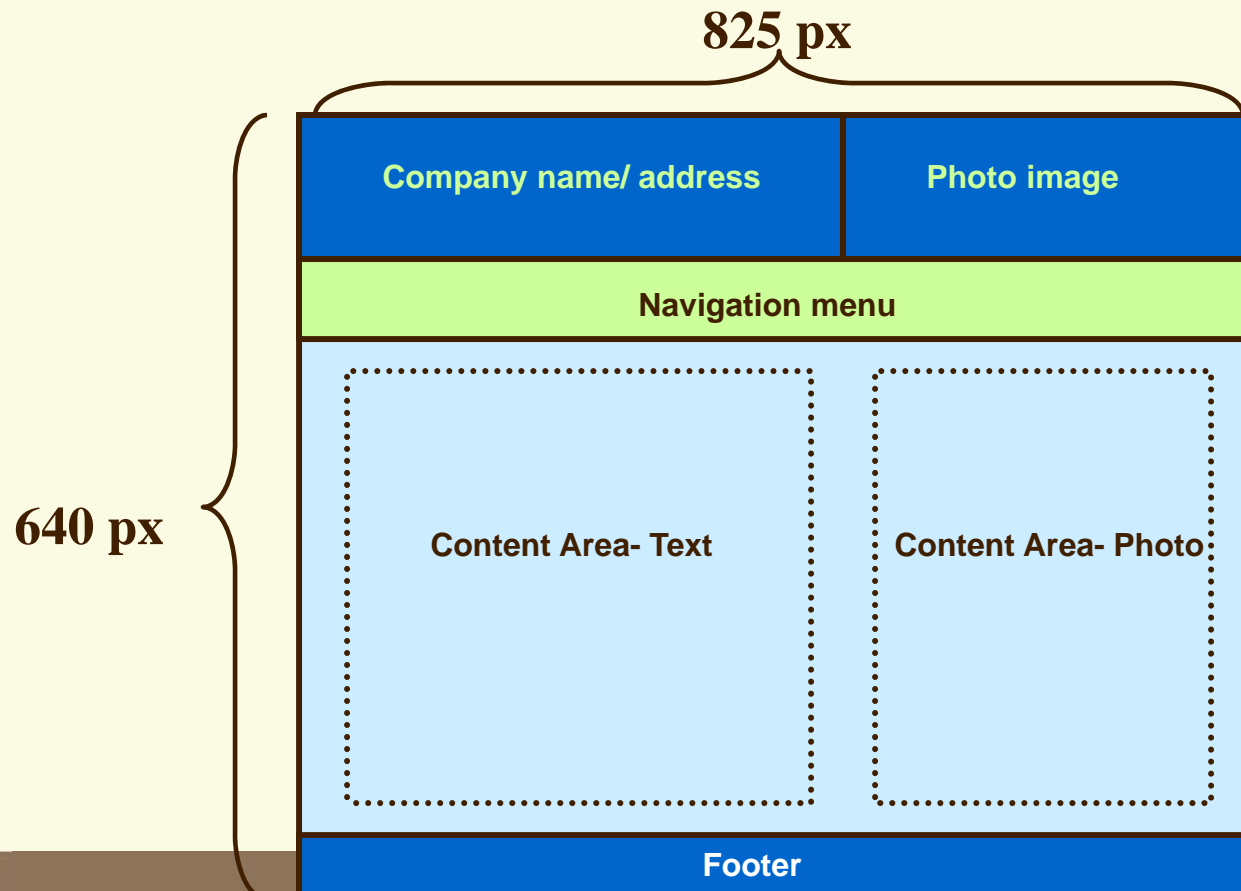 825 px
Company name/ address
Photo image
Navigation menu
640 px
Content Area- Text
Content Area- Photo
Footer